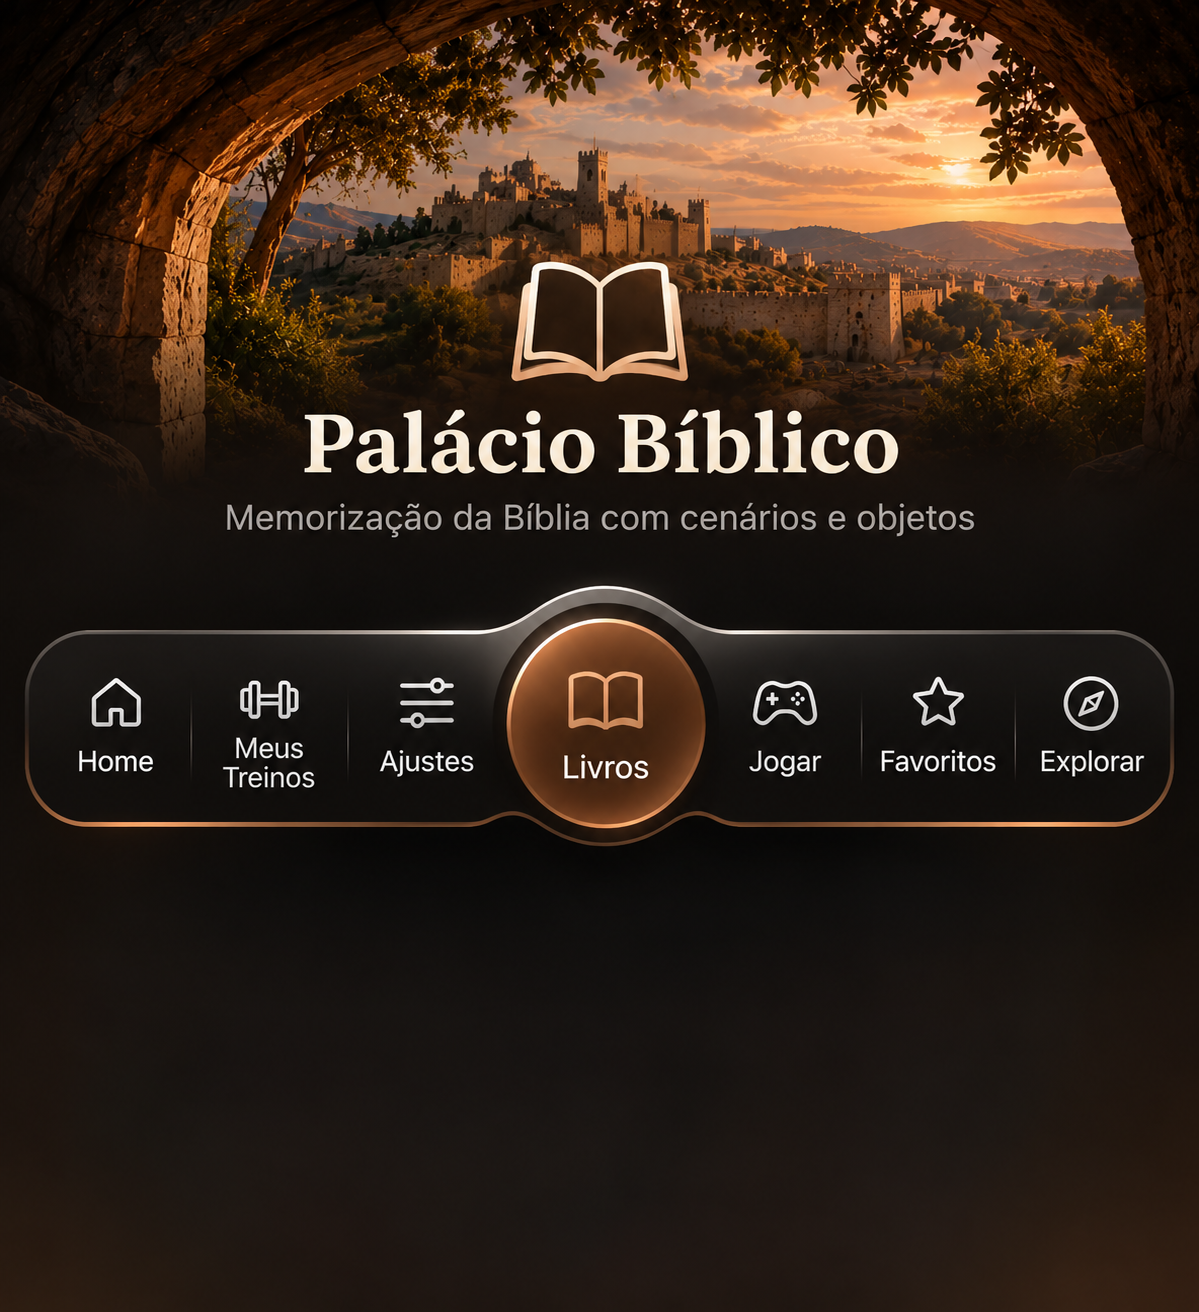 Palácio Bíblico
Memorização da Bíblia com cenários e objetos
Home
Meus
Treinos
Ajustes
Livros
Jogar
Favoritos
Explorar